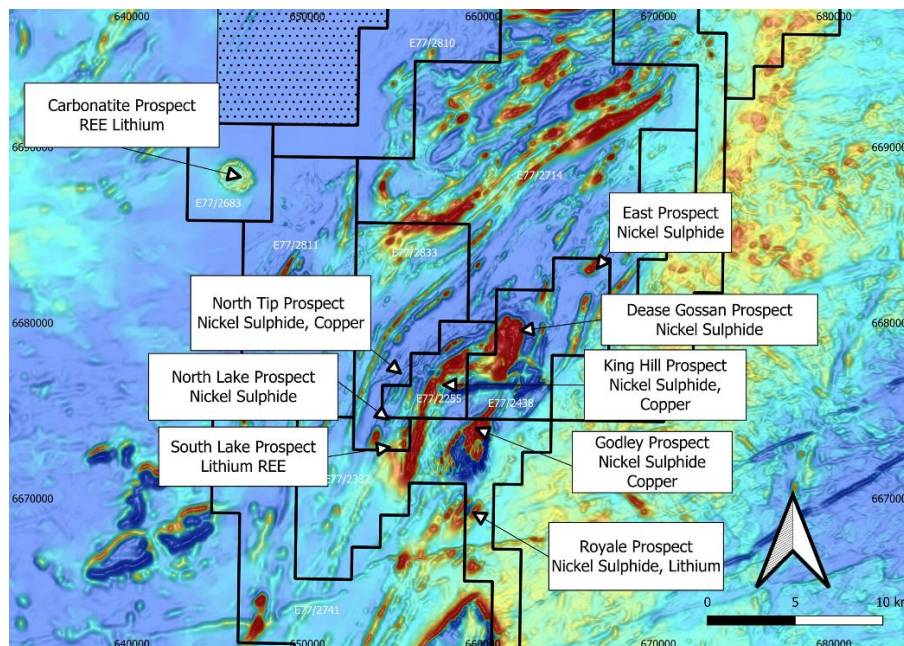 640000
650000
660000
670000
680000
E77/2810
Carbonatite Prospect
REE Lithium
690000
690000
E77/2683
E77/2714
East Prospect
Nickel Sulphide
E77/2811
E77/2833
North Tip Prospect
Nickel Sulphide, Copper
Dease Gossan Prospect
Nickel Sulphide
6680000
680000
North Lake Prospect
Nickel Sulphide
King Hill Prospect
Nickel Sulphide,
Copper
E77/2255
E77/2438
South Lake Prospect
Lithium REE
Godley Prospect
Nickel Sulphide
Copper
E77/2332
6670000
6670000
Royale Prospect
Nickel Sulphide, Lithium
0
5
10 km
E77/2741
640000
650000
660000
670000
680000